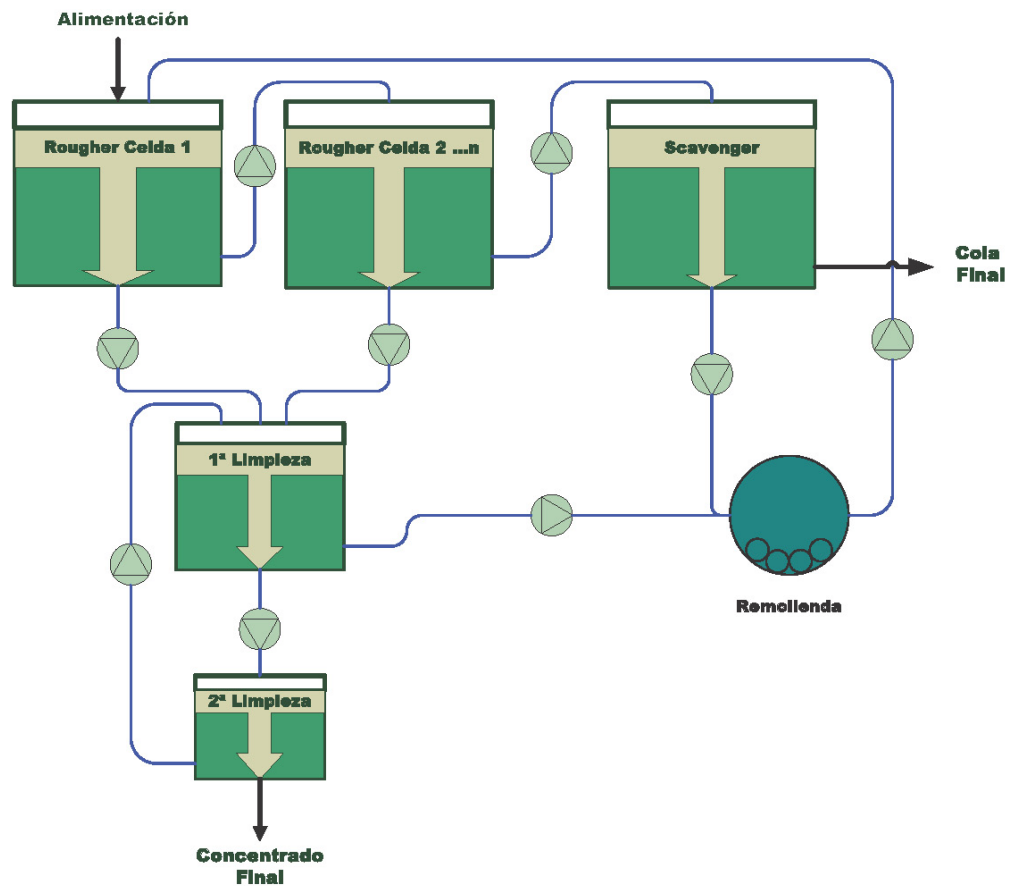 Alimentación
Rougher Celda 1
Rougher Celda 2 ...n
Scavenger
Cola
Final
1ª Limpieza
Remolienda
2ª Limpieza
Concentrado
Final